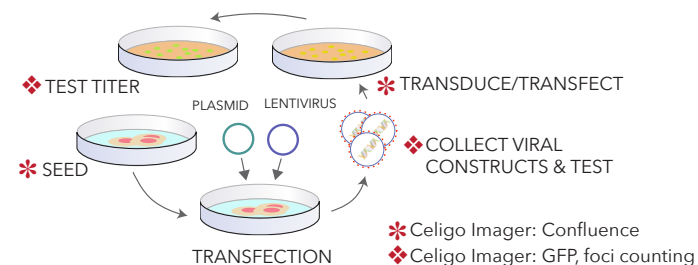 ❖ TEST TITER
✻ TRANSDUCE/TRANSFECT
PLASMID
LENTIVIRUS
❖ COLLECT VIRAL
CONSTRUCTS & TEST
✻ SEED
TRANSFECTION
✻ Celigo Imager: Confluence
❖ Celigo Imager: GFP, foci counting